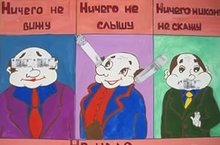 Ничего не
вижу
Ничего не
слышу
Ничего
не скажу